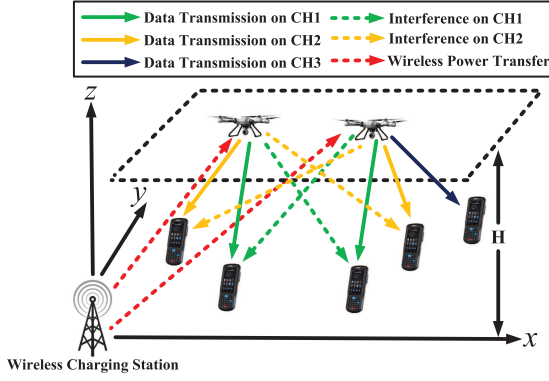 Data Transmission on CH1
Interference on CH1
Data Transmission on CH2
Interference on CH2
Data Transmission on CH3
Wireless Power Transfer
z
y
H
x
Wireless Charging Station